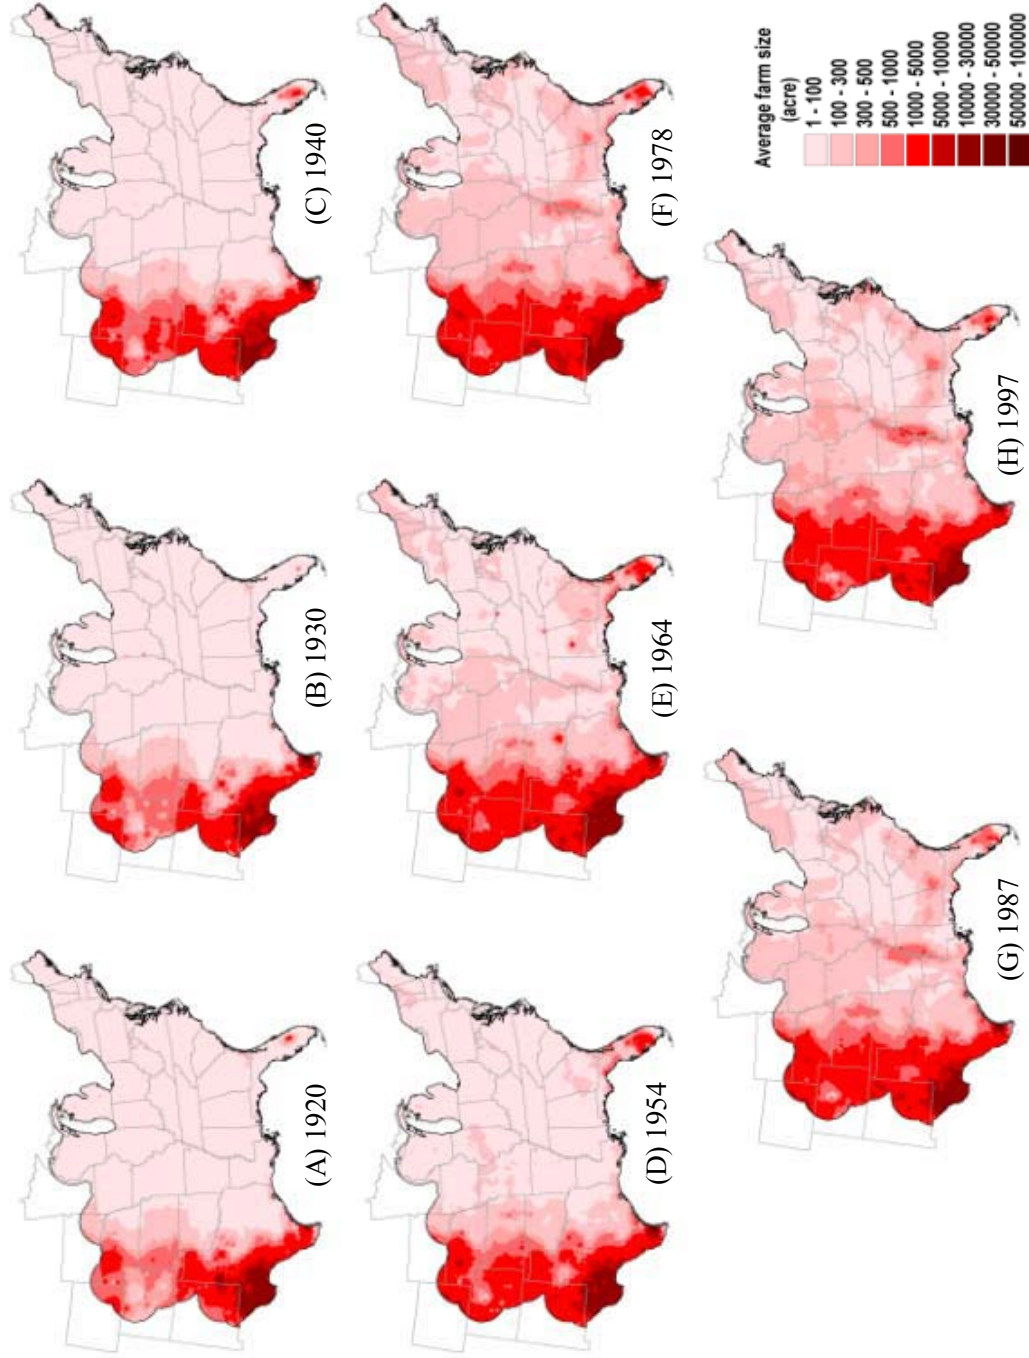 (A) 1920
(B) 1930
(C) 1940
(D) 1954
(E) 1964
(F) 1978
(G) 1987
(H) 1997
Average farm size
(acre)
1 - 100
100 - 300
300 - 500
500 - 1000
1000 - 5000
5000 - 10000
10000 - 30000
30000 - 50000
50000 - 100000